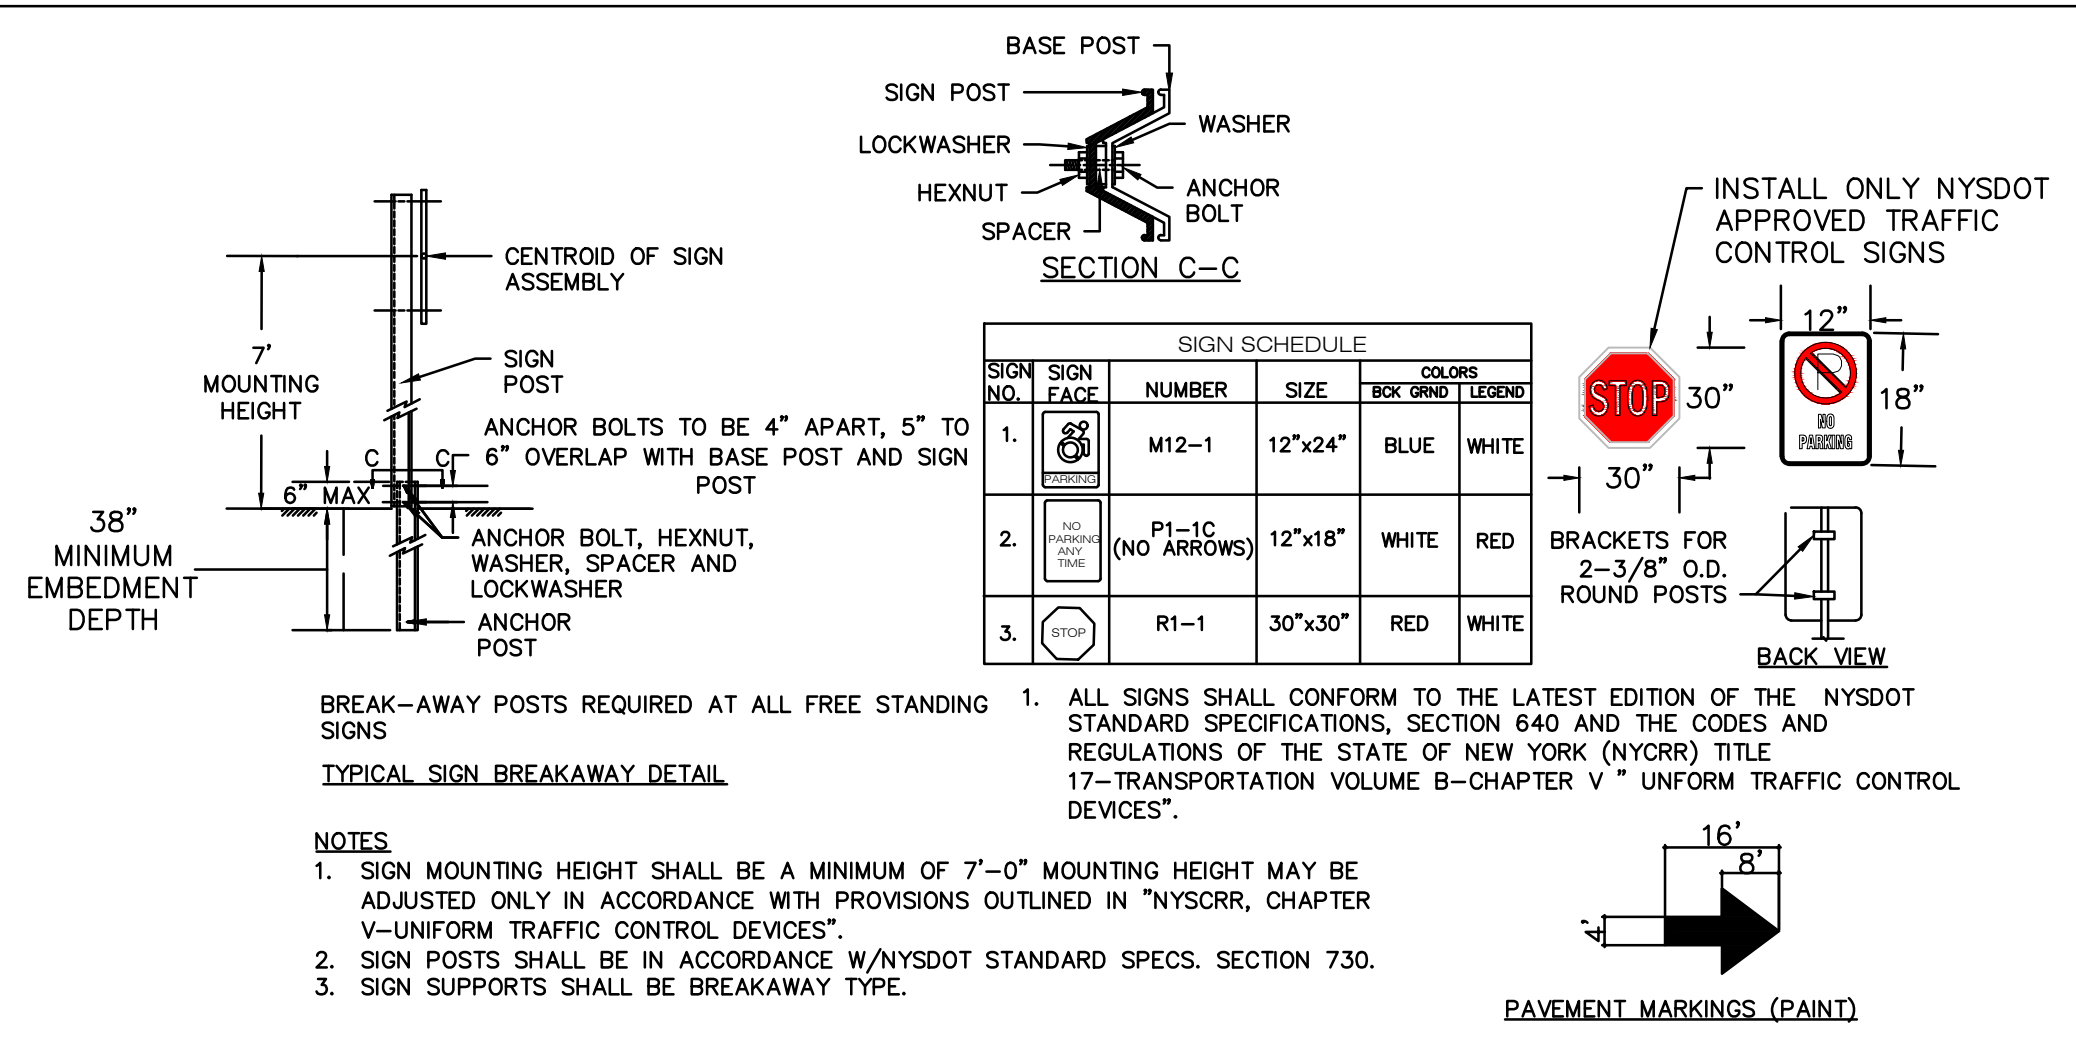 BASE POST
SIGN POST
WASHER
LOCKWASHER
HEXNUT
ANCHOR
BOLT
SPACER
SECTION C-C
CENTROID OF SIGN
ASSEMBLY
7'
MOUNTING
HEIGHT
SIGN
POST
ANCHOR BOLTS TO BE 4" APART, 5" TO
6" OVERLAP WITH BASE POST AND SIGN
POST
C C
6" MAX
38"
MINIMUM
EMBEDMENT
DEPTH
ANCHOR BOLT, HEXNUT,
WASHER, SPACER AND
LOCKWASHER
ANCHOR
POST
BREAK-AWAY POSTS REQUIRED AT ALL FREE STANDING
SIGNS
TYPICAL SIGN BREAKAWAY DETAIL
SIGN SCHEDULE
SIGN
NO.
SIGN
FACE
NUMBER
SIZE
COLORS
BCK GRND
LEGEND
1.
PARKING
M12-1
12"x24"
BLUE
WHITE
2.
NO
PARKING
ANY
TIME
P1-1C
(NO ARROWS)
12"x18"
WHITE
RED
3.
STOP
R1-1
30"x30"
RED
WHITE
INSTALL ONLY NYSDOT
APPROVED TRAFFIC
CONTROL SIGNS
STOP
30"
30"
12"
P
NO
PARKING
18"
BRACKETS FOR
2-3/8" O.D.
ROUND POSTS
BACK VIEW
1. ALL SIGNS SHALL CONFORM TO THE LATEST EDITION OF THE NYSDOT
STANDARD SPECIFICATIONS, SECTION 640 AND THE CODES AND
REGULATIONS OF THE STATE OF NEW YORK (NYCRR) TITLE
17-TRANSPORTATION VOLUME B-CHAPTER V " UNFORM TRAFFIC CONTROL
DEVICES".
NOTES
1. SIGN MOUNTING HEIGHT SHALL BE A MINIMUM OF 7'-0" MOUNTING HEIGHT MAY BE
ADJUSTED ONLY IN ACCORDANCE WITH PROVISIONS OUTLINED IN "NYSCRR, CHAPTER
V-UNIFORM TRAFFIC CONTROL DEVICES".
2. SIGN POSTS SHALL BE IN ACCORDANCE W/NYSDOT STANDARD SPECS. SECTION 730.
3. SIGN SUPPORTS SHALL BE BREAKAWAY TYPE.
16'
8'
4'
PAVEMENT MARKINGS (PAINT)